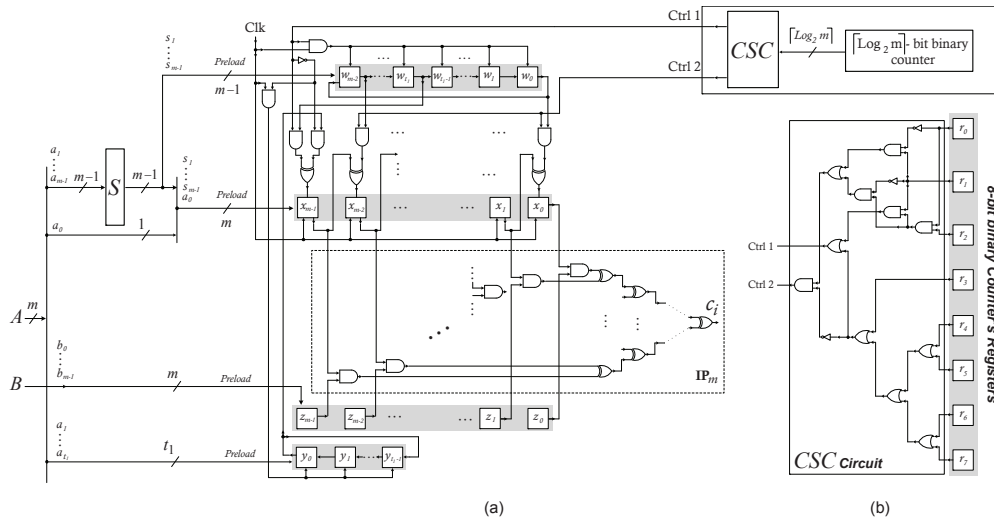 Clk
Ctrl 1
Ctrl 2
CSC
⌈Log 2 m⌉
⌈Log 2 m⌉- bit binary
counter
s1
sm-1
Preload
m−1
wm-2
wt1
wt1-1
w1
w0
a1
am-1
m−1
S
m−1
s1
sm-1
a0
Preload
m
a0
1
xm-1
xm-2
x1
x0
ci
IPm
A
m
b0
bm-1
B
m
Preload
zm-1
zm-2
z1
z0
a1
at1
t1
Preload
y0
y1
yt1-1
(a)
r0
r1
r2
r3
r4
r5
r6
r7
Ctrl 1
Ctrl 2
CSC Circuit
8-bit binary Counter's Registers
(b)